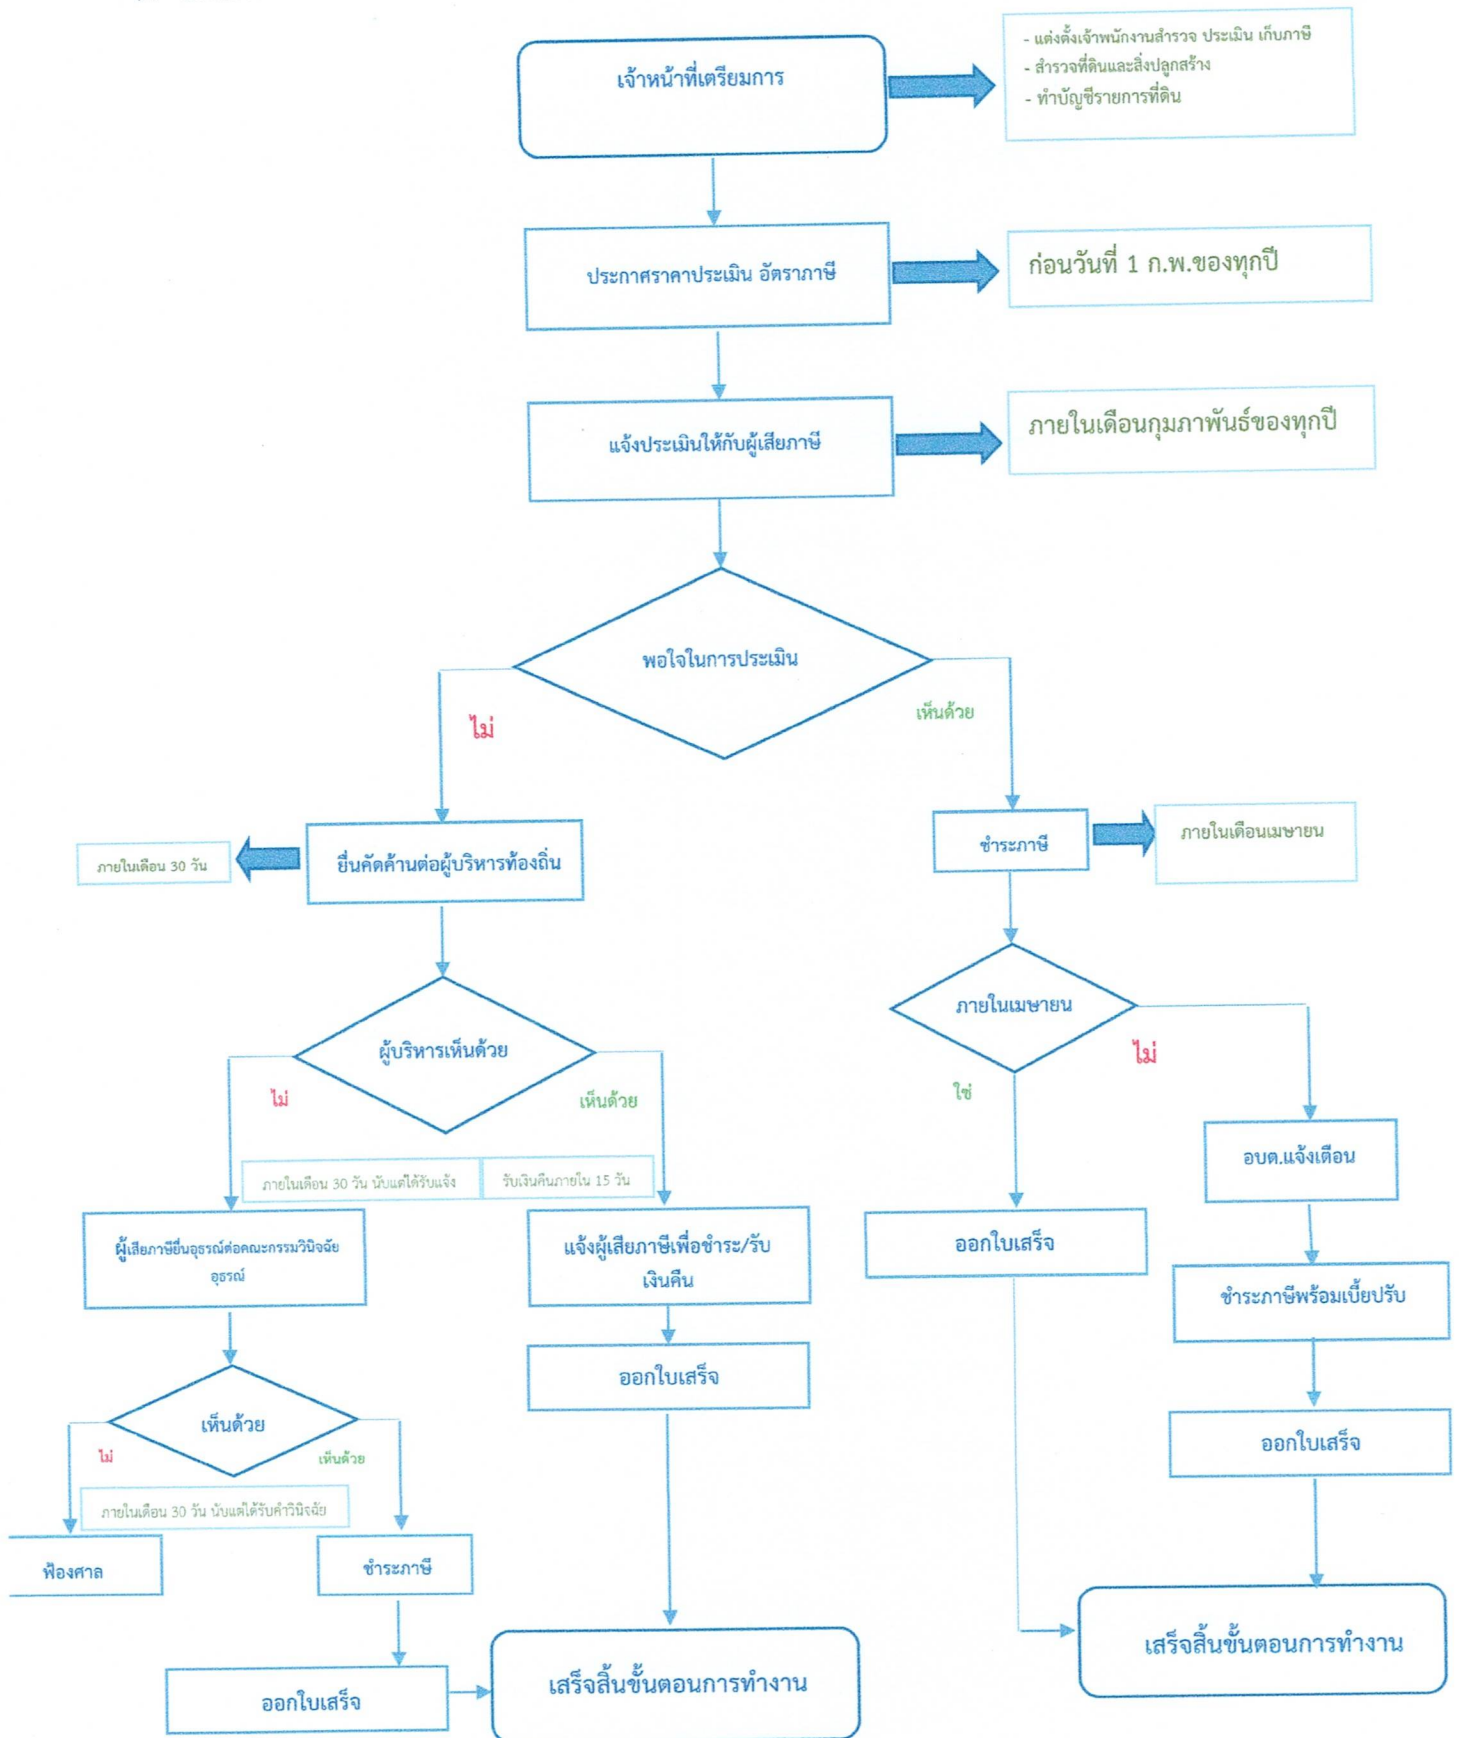 เจ้าหน้าที่เตรียมการ
- แต่งตั้งเจ้าพนักงานสำรวจ ประเมิน เก็บภาษี
- สำรวจที่ดินและสิ่งปลูกสร้าง
- ทำบัญชีรายการที่ดิน
ประกาศราคาประเมิน อัตราภาษี
ก่อนวันที่ 1 ก.พ.ของทุกปี
แจ้งประเมินให้กับผู้เสียภาษี
ภายในเดือนกุมภาพันธ์ของทุกปี
พอใจในการประเมิน
ไม่
เห็นด้วย
ภายในเดือน 30 วัน
ยื่นคัดค้านต่อผู้บริหารท้องถิ่น
ชำระภาษี
ภายในเดือนเมษายน
ผู้บริหารเห็นด้วย
ภายในเมษายน
ไม่
เห็นด้วย
ใช่
ไม่
ภายในเดือน 30 วัน นับแต่ได้รับแจ้ง
รับเงินคืนภายใน 15 วัน
อบต.แจ้งเตือน
ผู้เสียภาษียื่นอุธรณ์ต่อคณะกรรมวินิจฉัย
อุธรณ์
แจ้งผู้เสียภาษีเพื่อชำระ/รับ
เงินคืน
ออกใบเสร็จ
ชำระภาษีพร้อมเบี้ยปรับ
ออกใบเสร็จ
เห็นด้วย
ไม่
เห็นด้วย
ออกใบเสร็จ
ภายในเดือน 30 วัน นับแต่ได้รับคำวินิจฉัย
ฟ้องศาล
ชำระภาษี
ออกใบเสร็จ
เสร็จสิ้นขั้นตอนการทำงาน
เสร็จสิ้นขั้นตอนการทำงาน